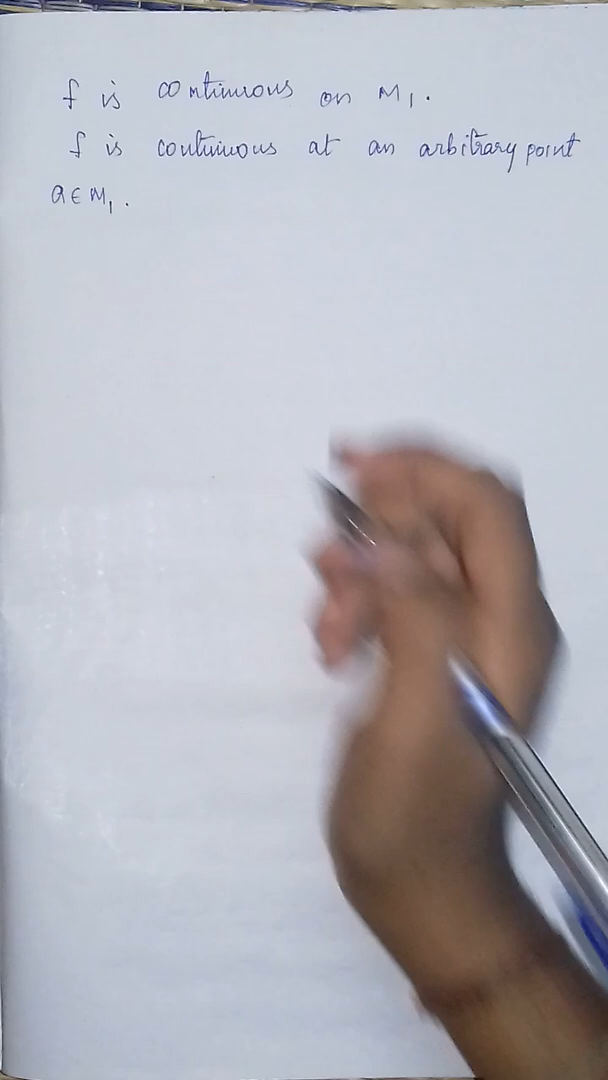 f is continuous on M₁.
f is continuous at an arbitrary point
a ∈ M₁.